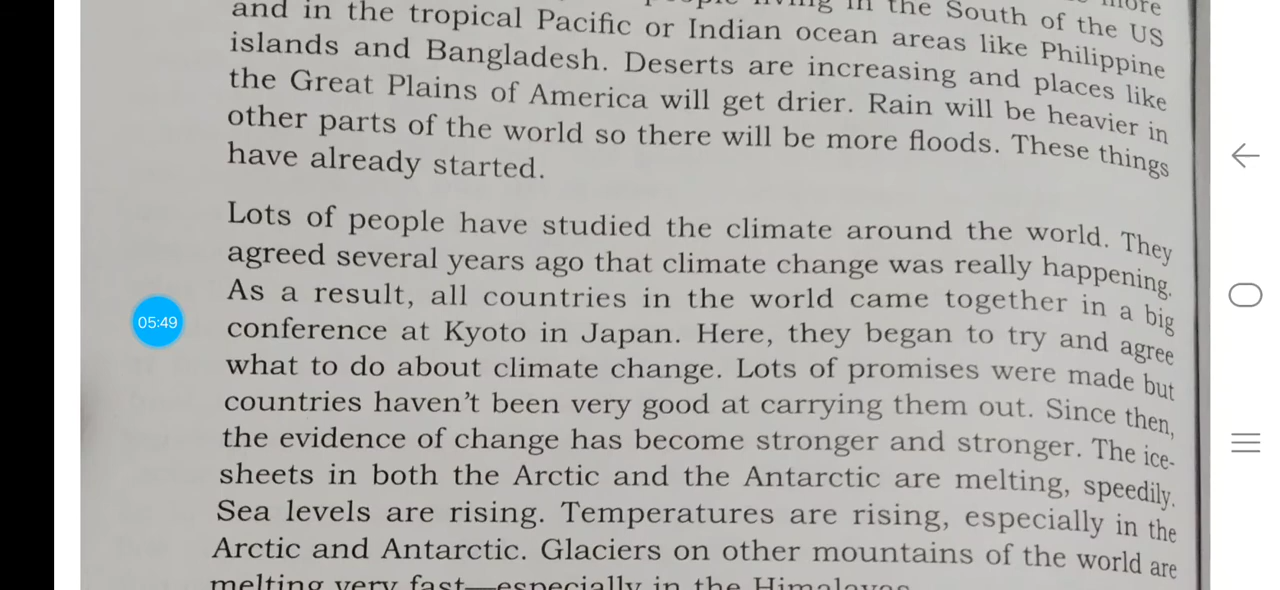 living in the South of the US
and in the tropical Pacific or Indian ocean areas like Philippine
islands and Bangladesh. Deserts are increasing and places like
the Great Plains of America will get drier. Rain will be heavier in
other parts of the world so there will be more floods. These things
have already started.
Lots of people have studied the climate around the world. They
agreed several years ago that climate change was really happening.
As a result, all countries in the world came together in a big
conference at Kyoto in Japan. Here, they began to try and agree
what to do about climate change. Lots of promises were made but
countries haven't been very good at carrying them out. Since then,
the evidence of change has become stronger and stronger. The ice-
sheets in both the Arctic and the Antarctic are melting, speedily.
Sea levels are rising. Temperatures are rising, especially in the
Arctic and Antarctic. Glaciers on other mountains of the world are
melting very fast—especially in the Himalayas.
05:49